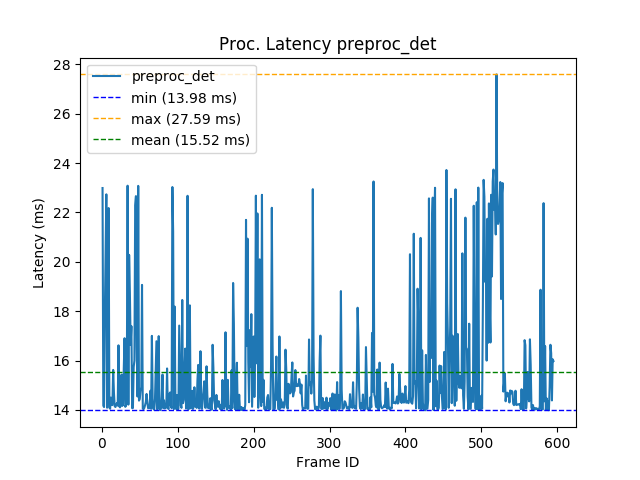 Proc. Latency preproc_det
28
26
24
22
20
18
16
14
Latency (ms)
preproc_det
min (13.98 ms)
max (27.59 ms)
mean (15.52 ms)
0
100
200
300
400
500
600
Frame ID